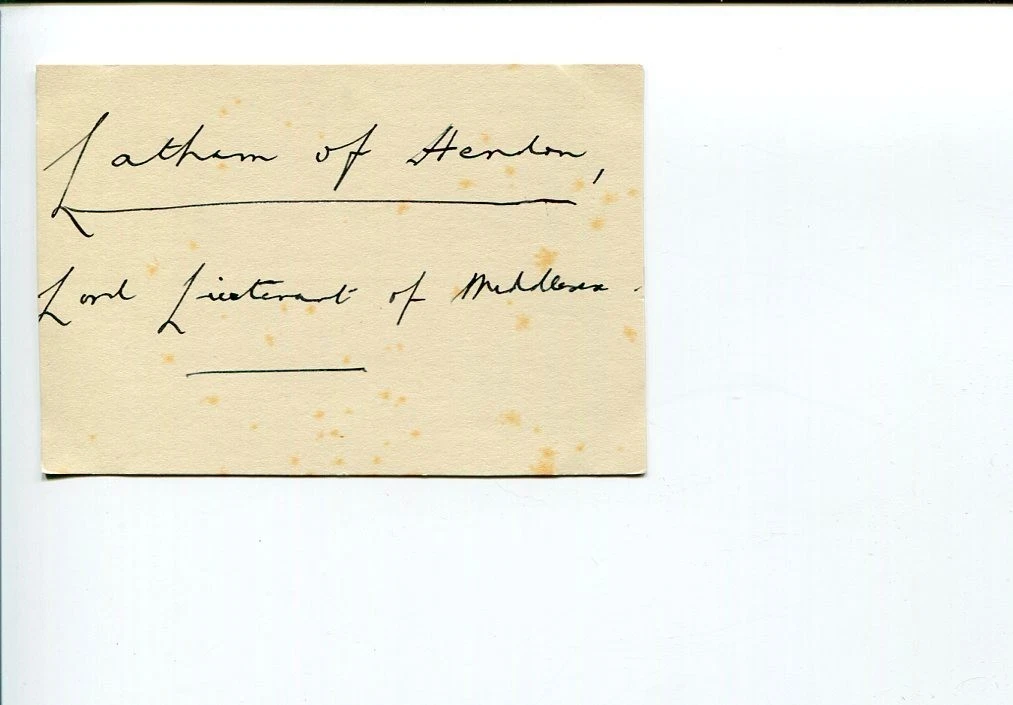 Latham of Hendon,
Lord Lieutenant of Middlesex.